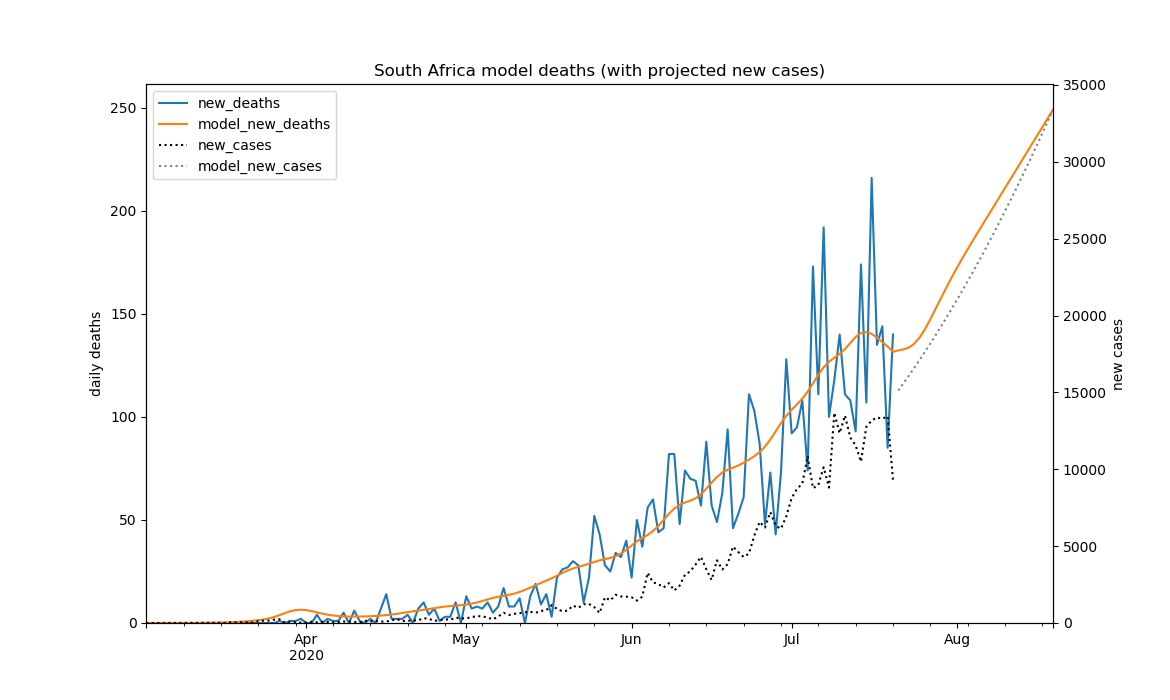 South Africa model deaths (with projected new cases)
new_deaths
model_new_deaths
new_cases
model_new_cases
daily deaths
250
200
150
100
50
0
35000
30000
25000
20000
15000
10000
5000
0
new cases
Apr
2020
May
Jun
Jul
Aug